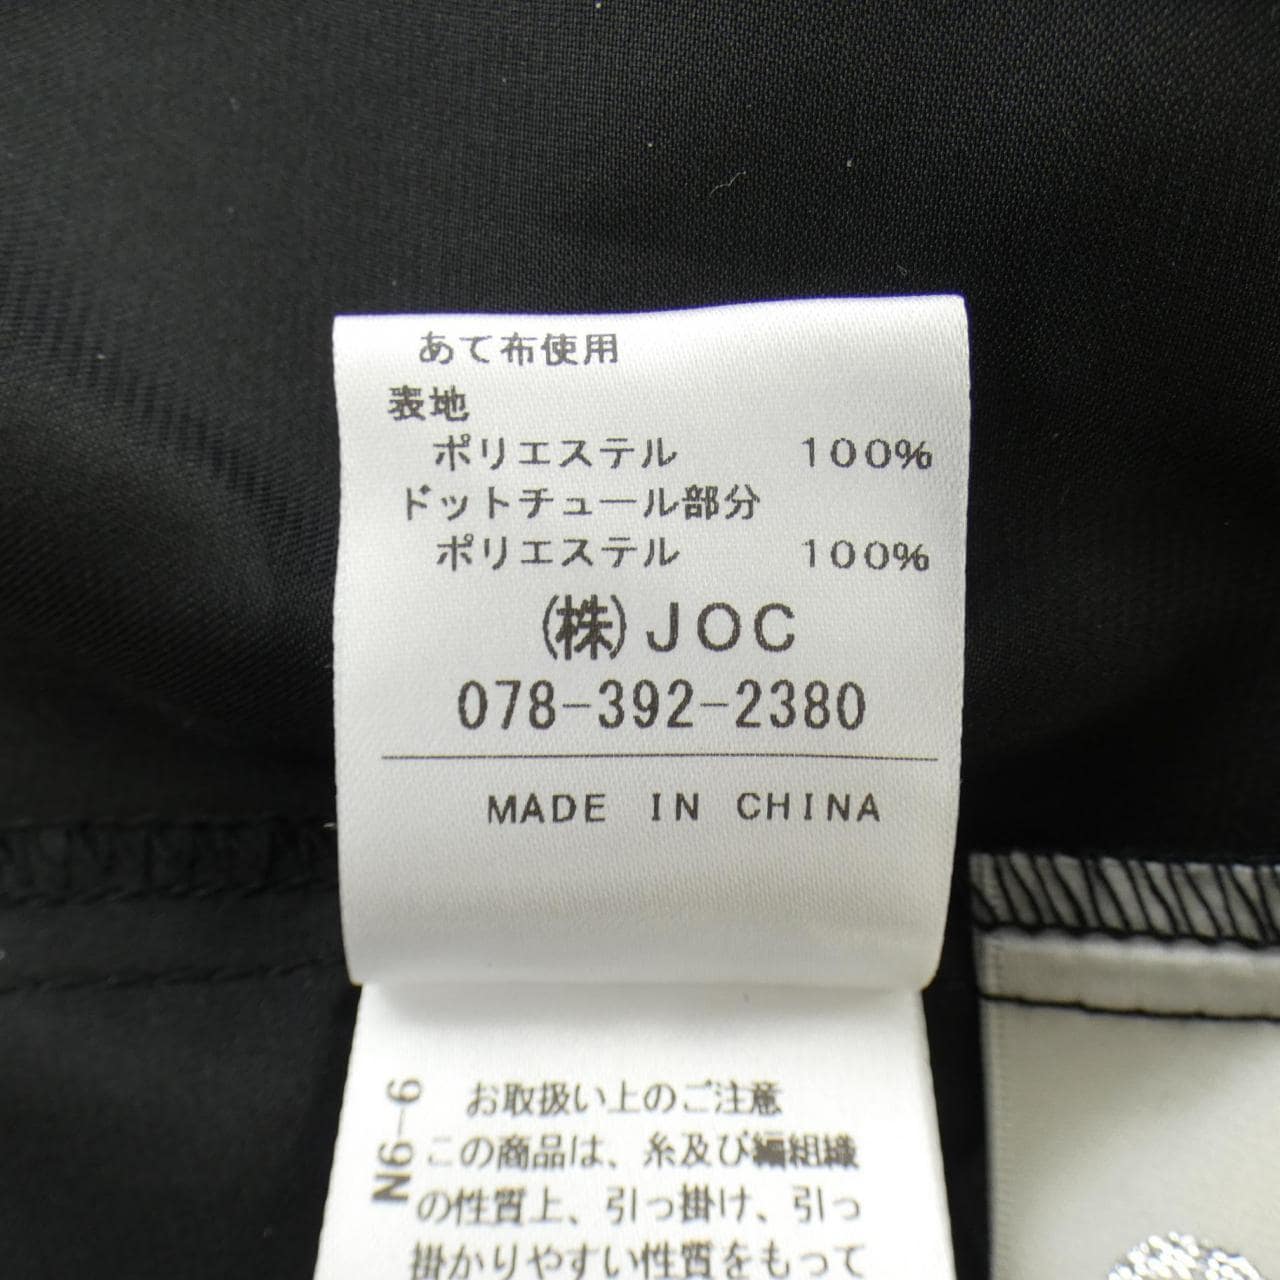 あて布使用
表地
ポリエステル 100%
ドットチュール部分
ポリエステル 100%
(株)JOC
078-392-2380
MADE IN CHINA
N9-9
お取扱い上のご注意
この商品は、糸及び編組織
の性質上、引っ掛け、引っ
掛かりやすい性質をもって